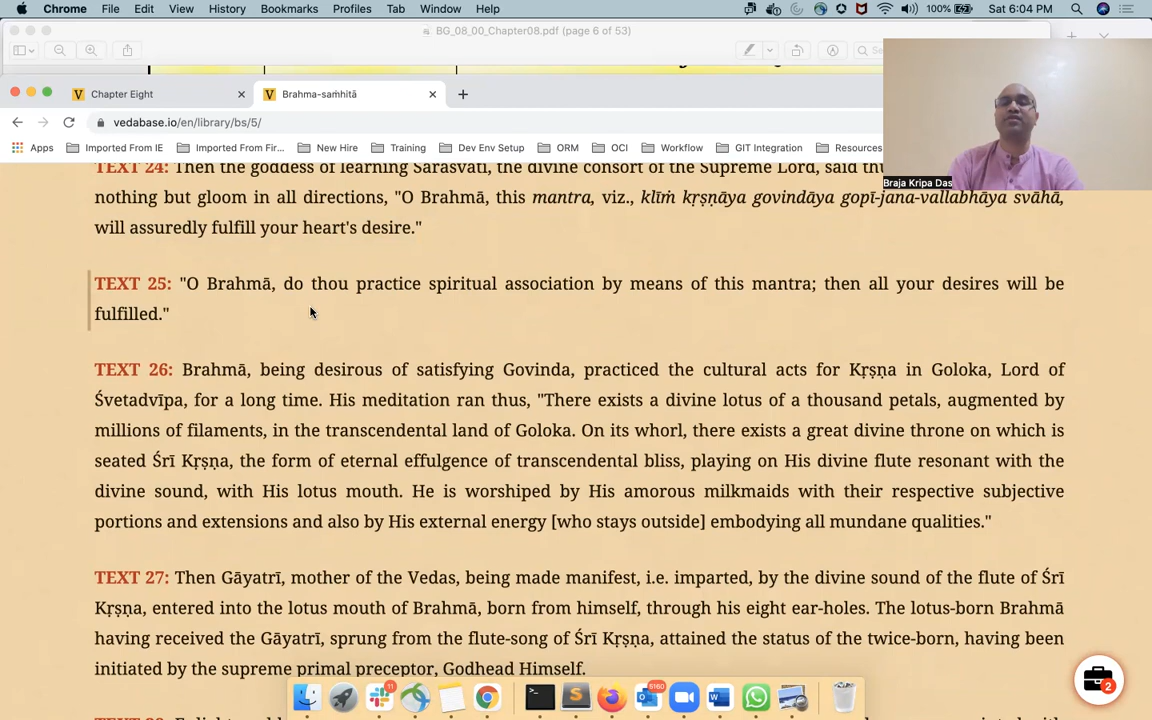 Chrome File Edit View History Bookmarks Profiles Tab Window Help 100% Sat 6:04 PM
BG_08_00_Chapter08.pdf (page 6 of 53)
Chapter Eight Brahma-saṁhitā
vedabase.io/en/library/bs/5/
Apps Imported From IE Imported From Fir... New Hire Training Dev Env Setup ORM OCI Workflow GIT Integration Resources
Braja Kripa Das
TEXT 24: Then the goddess of learning Sarasvatī, the divine consort of the Supreme Lord, said
nothing but gloom in all directions, "O Brahmā, this mantra, viz., klīṁ kṛṣṇāya govindāya gopī-jana-vallabhāya svāhā,
will assuredly fulfill your heart's desire."
TEXT 25: "O Brahmā, do thou practice spiritual association by means of this mantra; then all your desires will be
fulfilled."
TEXT 26: Brahmā, being desirous of satisfying Govinda, practiced the cultural acts for Kṛṣṇa in Goloka, Lord of
Śvetadvīpa, for a long time. His meditation ran thus, "There exists a divine lotus of a thousand petals, augmented by
millions of filaments, in the transcendental land of Goloka. On its whorl, there exists a great divine throne on which is
seated Śrī Kṛṣṇa, the form of eternal effulgence of transcendental bliss, playing on His divine flute resonant with the
divine sound, with His lotus mouth. He is worshiped by His amorous milkmaids with their respective subjective
portions and extensions and also by His external energy [who stays outside] embodying all mundane qualities."
TEXT 27: Then Gāyatrī, mother of the Vedas, being made manifest, i.e. imparted, by the divine sound of the flute of Śrī
Kṛṣṇa, entered into the lotus mouth of Brahmā, born from himself, through his eight ear-holes. The lotus-born Brahmā
having received the Gāyatrī, sprung from the flute-song of Śrī Kṛṣṇa, attained the status of the twice-born, having been
initiated by the supreme primal preceptor, Godhead Himself.
11 5160
2